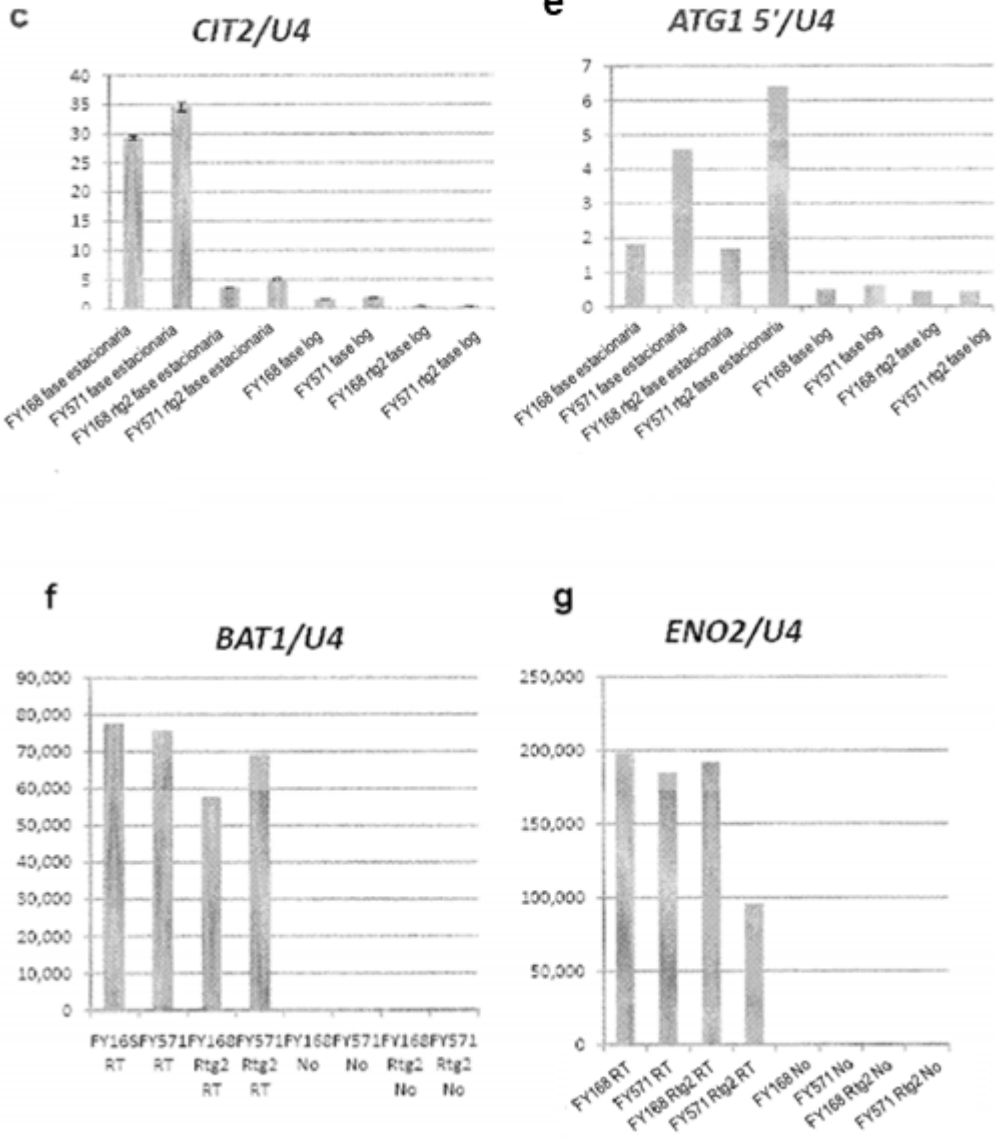 c
CIT2/U4
40
35
30
25
20
15
10
5
0
FY168 fase estacionaria
FY571 fase estacionaria
FY168 rtg2 fase estacionaria
FY571 rtg2 fase estacionaria
FY168 fase log
FY571 fase log
FY168 rtg2 fase log
FY571 rtg2 fase log
e
ATG1 5'/U4
7
6
5
4
3
2
1
0
FY168 fase estacionaria
FY571 fase estacionaria
FY168 rtg2 fase estacionaria
FY571 rtg2 fase estacionaria
FY168 fase log
FY571 fase log
FY168 rtg2 fase log
FY571 rtg2 fase log
f
BAT1/U4
90,000
80,000
70,000
60,000
50,000
40,000
30,000
20,000
10,000
0
FY168 FY571 FY168 FY571 FY168 FY571 FY168 FY571
RT RT Rtg2 Rtg2 No No Rtg2 Rtg2
RT RT No No
g
ENO2/U4
250,000
200,000
150,000
100,000
50,000
0
FY168 RT
FY571 RT
FY168 Rtg2 RT
FY571 Rtg2 RT
FY168 No
FY571 No
FY168 Rtg2 No
FY571 Rtg2 No